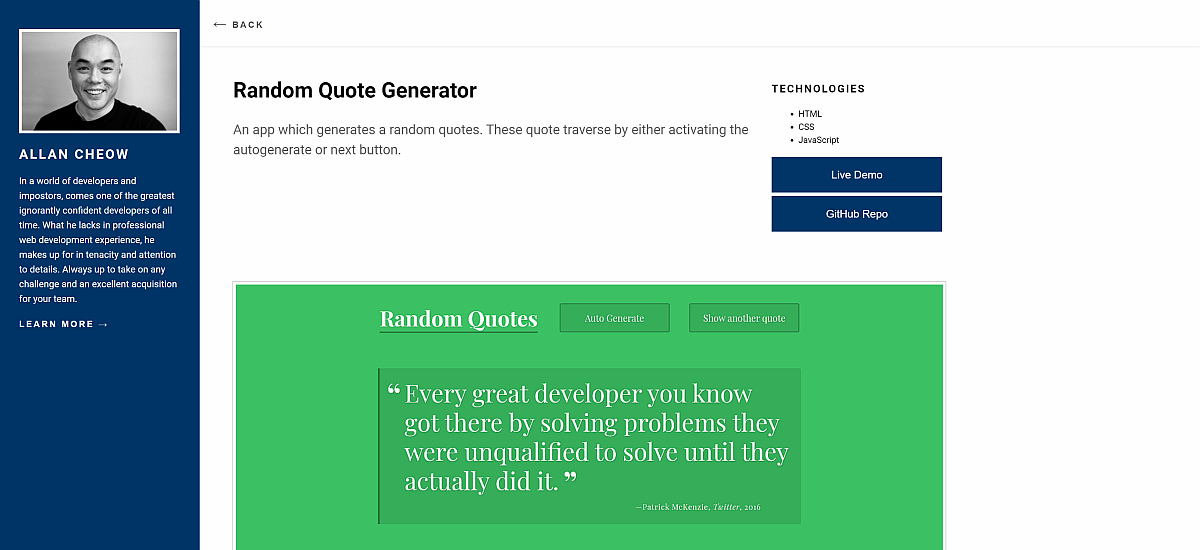 ← BACK
ALLAN CHEOW
In a world of developers and
impostors, comes one of the greatest
ignorantly confident developers of all
time. What he lacks in professional
web development experience, he
makes up for in tenacity and attention
to details. Always up to take on any
challenge and an excellent acquisition
for your team.
LEARN MORE →
Random Quote Generator
An app which generates a random quotes. These quote traverse by either activating the
autogenerate or next button.
TECHNOLOGIES
• HTML
• CSS
• JavaScript
Live Demo
GitHub Repo
Random Quotes
Auto Generate
Show another quote
“ Every great developer you know
got there by solving problems they
were unqualified to solve until they
actually did it. ”
—Patrick McKenzie, Twitter, 2016